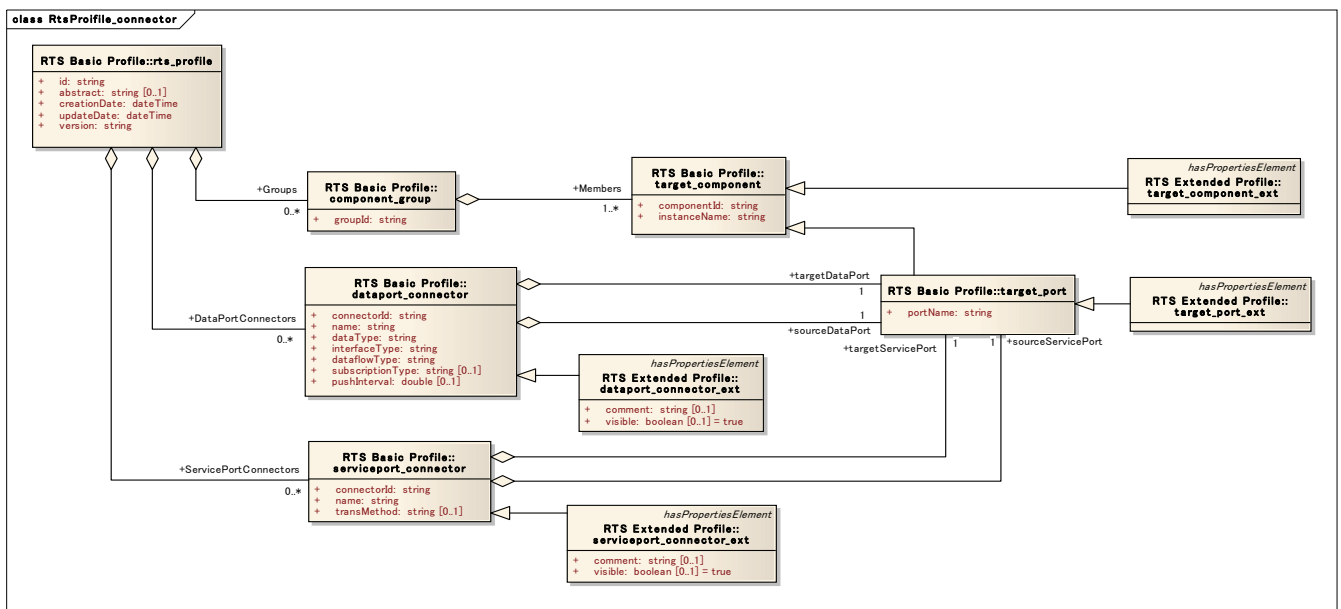 class RtsProifile_connector
RTS Basic Profile::rts_profile
+ id: string
+ abstract: string [0..1]
+ creationDate: dateTime
+ updateDate: dateTime
+ version: string
+Groups
0..*
RTS Basic Profile::
component_group
+ groupId: string
+Members
1..*
RTS Basic Profile::
target_component
+ componentId: string
+ instanceName: string
hasPropertiesElement
RTS Extended Profile::
target_component_ext
+DataPortConnectors
0..*
RTS Basic Profile::
dataport_connector
+ connectorId: string
+ name: string
+ dataType: string
+ interfaceType: string
+ dataflowType: string
+ subscriptionType: string [0..1]
+ pushInterval: double [0..1]
+targetDataPort
1
1
+sourceDataPort
+targetServicePort
1
1
+sourceServicePort
RTS Basic Profile::target_port
+ portName: string
hasPropertiesElement
RTS Extended Profile::
target_port_ext
hasPropertiesElement
RTS Extended Profile::
dataport_connector_ext
+ comment: string [0..1]
+ visible: boolean [0..1] = true
+ServicePortConnectors
0..*
RTS Basic Profile::
serviceport_connector
+ connectorId: string
+ name: string
+ transMethod: string [0..1]
hasPropertiesElement
RTS Extended Profile::
serviceport_connector_ext
+ comment: string [0..1]
+ visible: boolean [0..1] = true